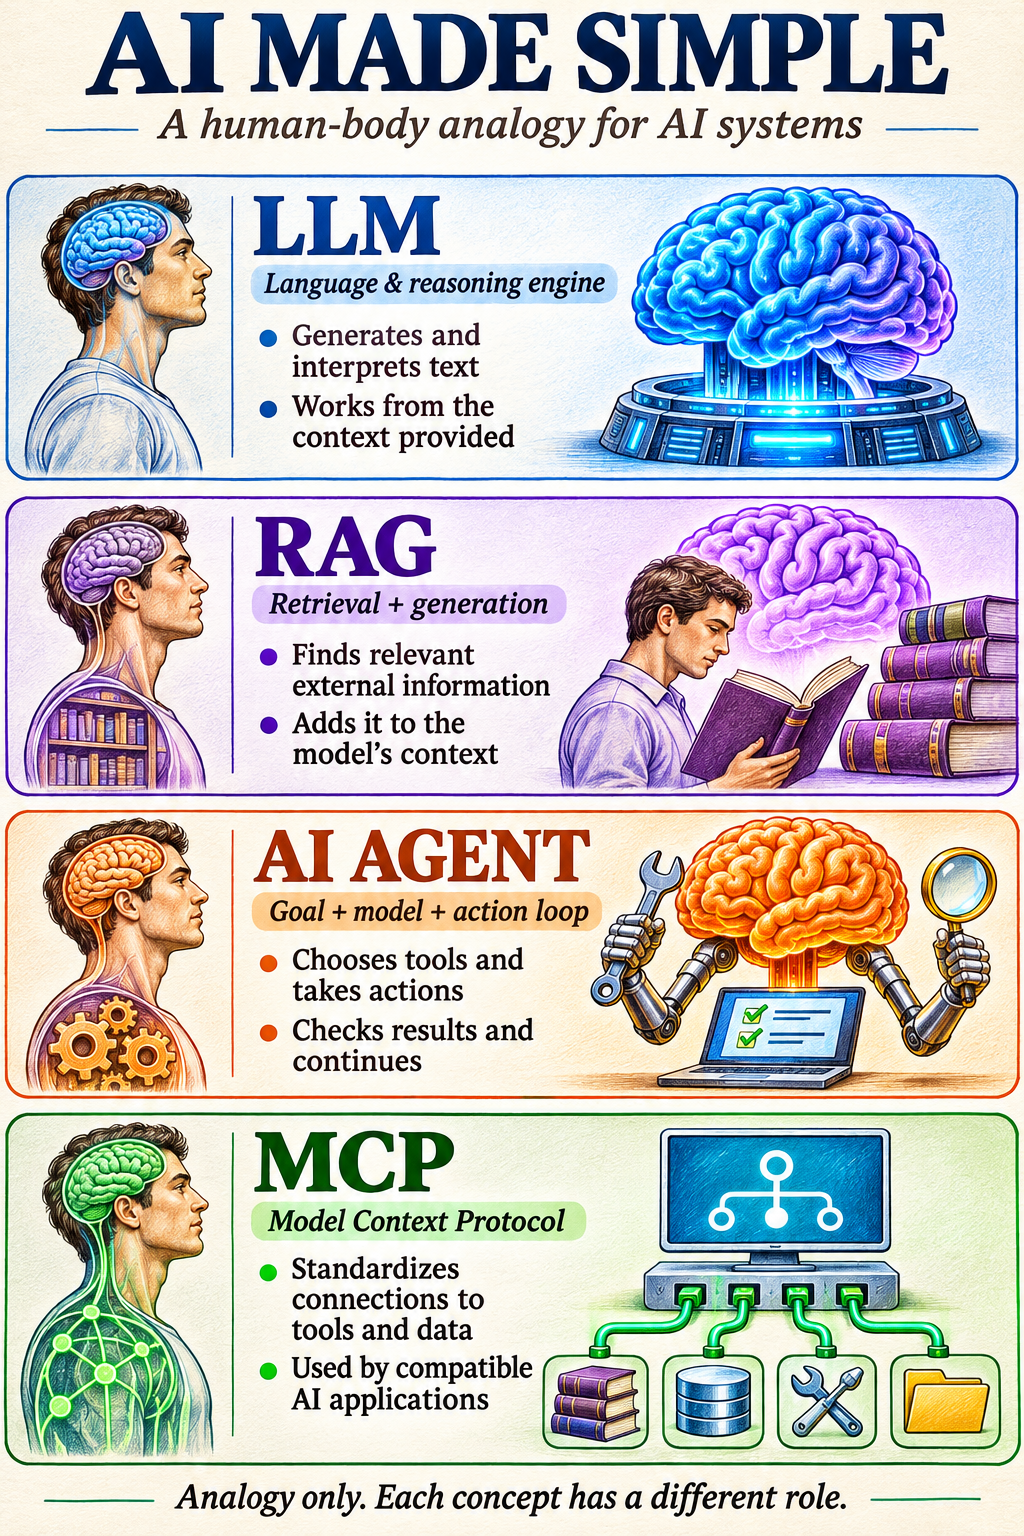 AI MADE SIMPLE
A human-body analogy for AI systems
LLM
Language & reasoning engine
Generates and
interprets text
Works from the
context provided
RAG
Retrieval + generation
Finds relevant
external information
Adds it to the
model’s context
AI AGENT
Goal + model + action loop
Chooses tools and
takes actions
Checks results and
continues
MCP
Model Context Protocol
Standardizes
connections to
tools and data
Used by compatible
AI applications
Analogy only. Each concept has a different role.